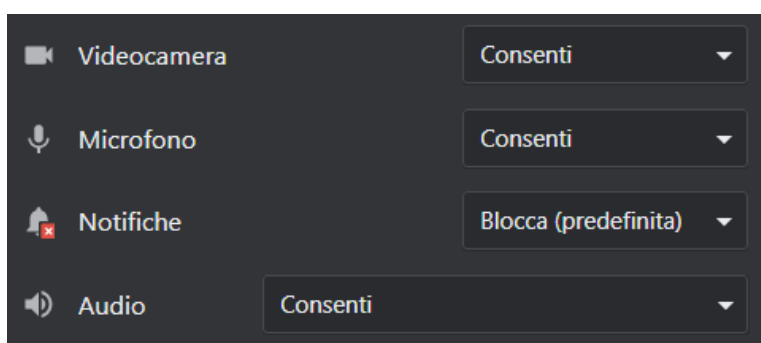 Videocamera Consenti
Microfono Consenti
Notifiche Blocca (predefinita)
Audio Consenti